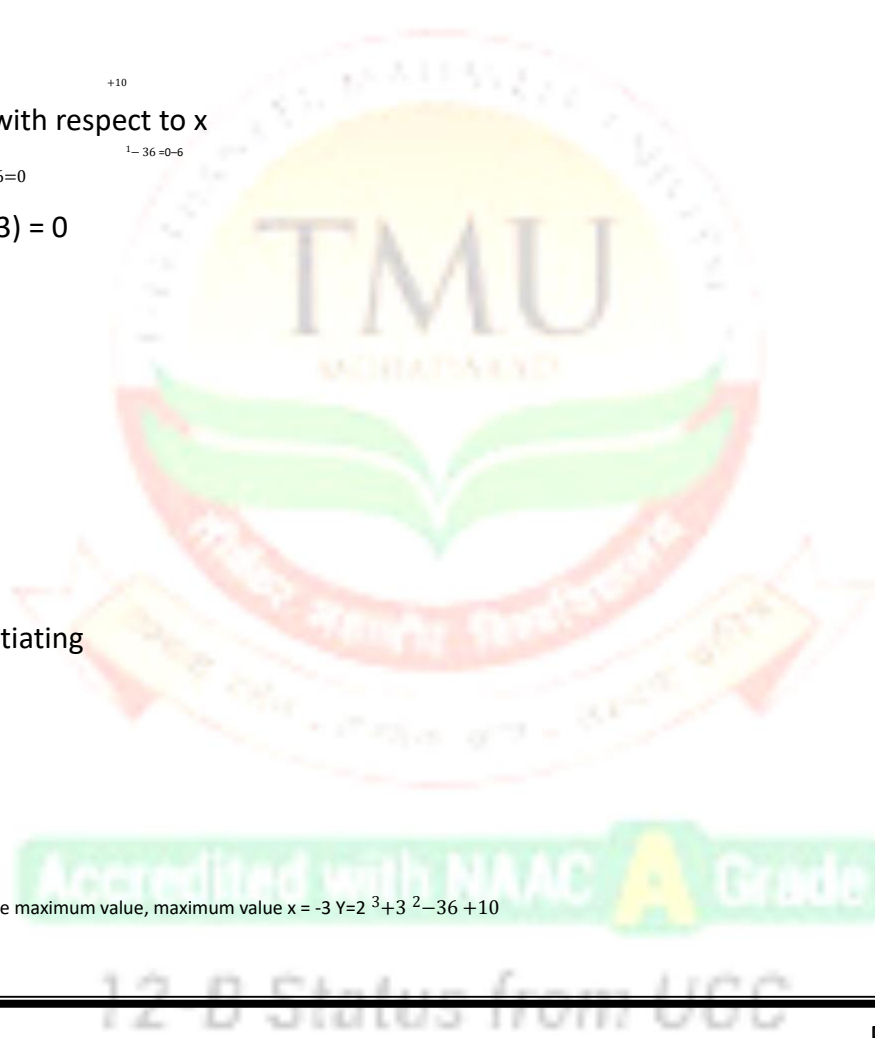 +10
with respect to x
¹– 36 =0–6
=0
3) = 0
TMU
MORADABAD
tiating
Accredited with NAAC A Grade
e maximum value, maximum value x = -3 Y=2 ³+3 ²−36 +10
12-B Status from UGC